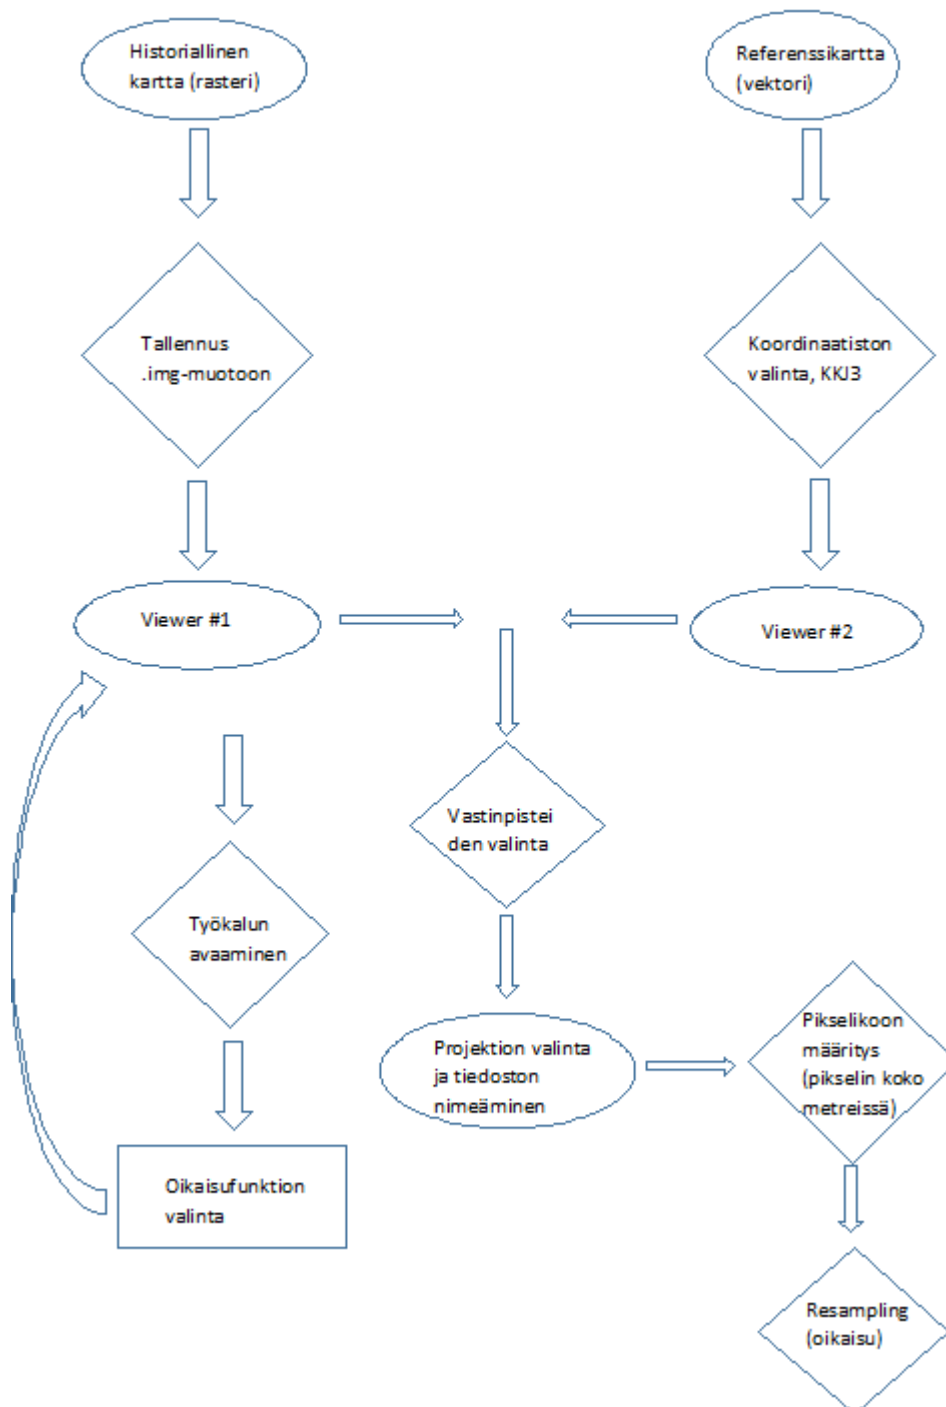 Historiallinen
kartta (rasteri)
Referenssikartta
(vektori)
Tallennus
.img-muotoon
Koordinaatiston
valinta, KKJ3
Viewer #1
Viewer #2
Vastinpistei
den valinta
Työkalun
avaaminen
Projektion valinta
ja tiedoston
nimeäminen
Pikselikoon
määritys
(pikselin koko
metreissä)
Oikaisufunktion
valinta
Resampling
(oikaisu)